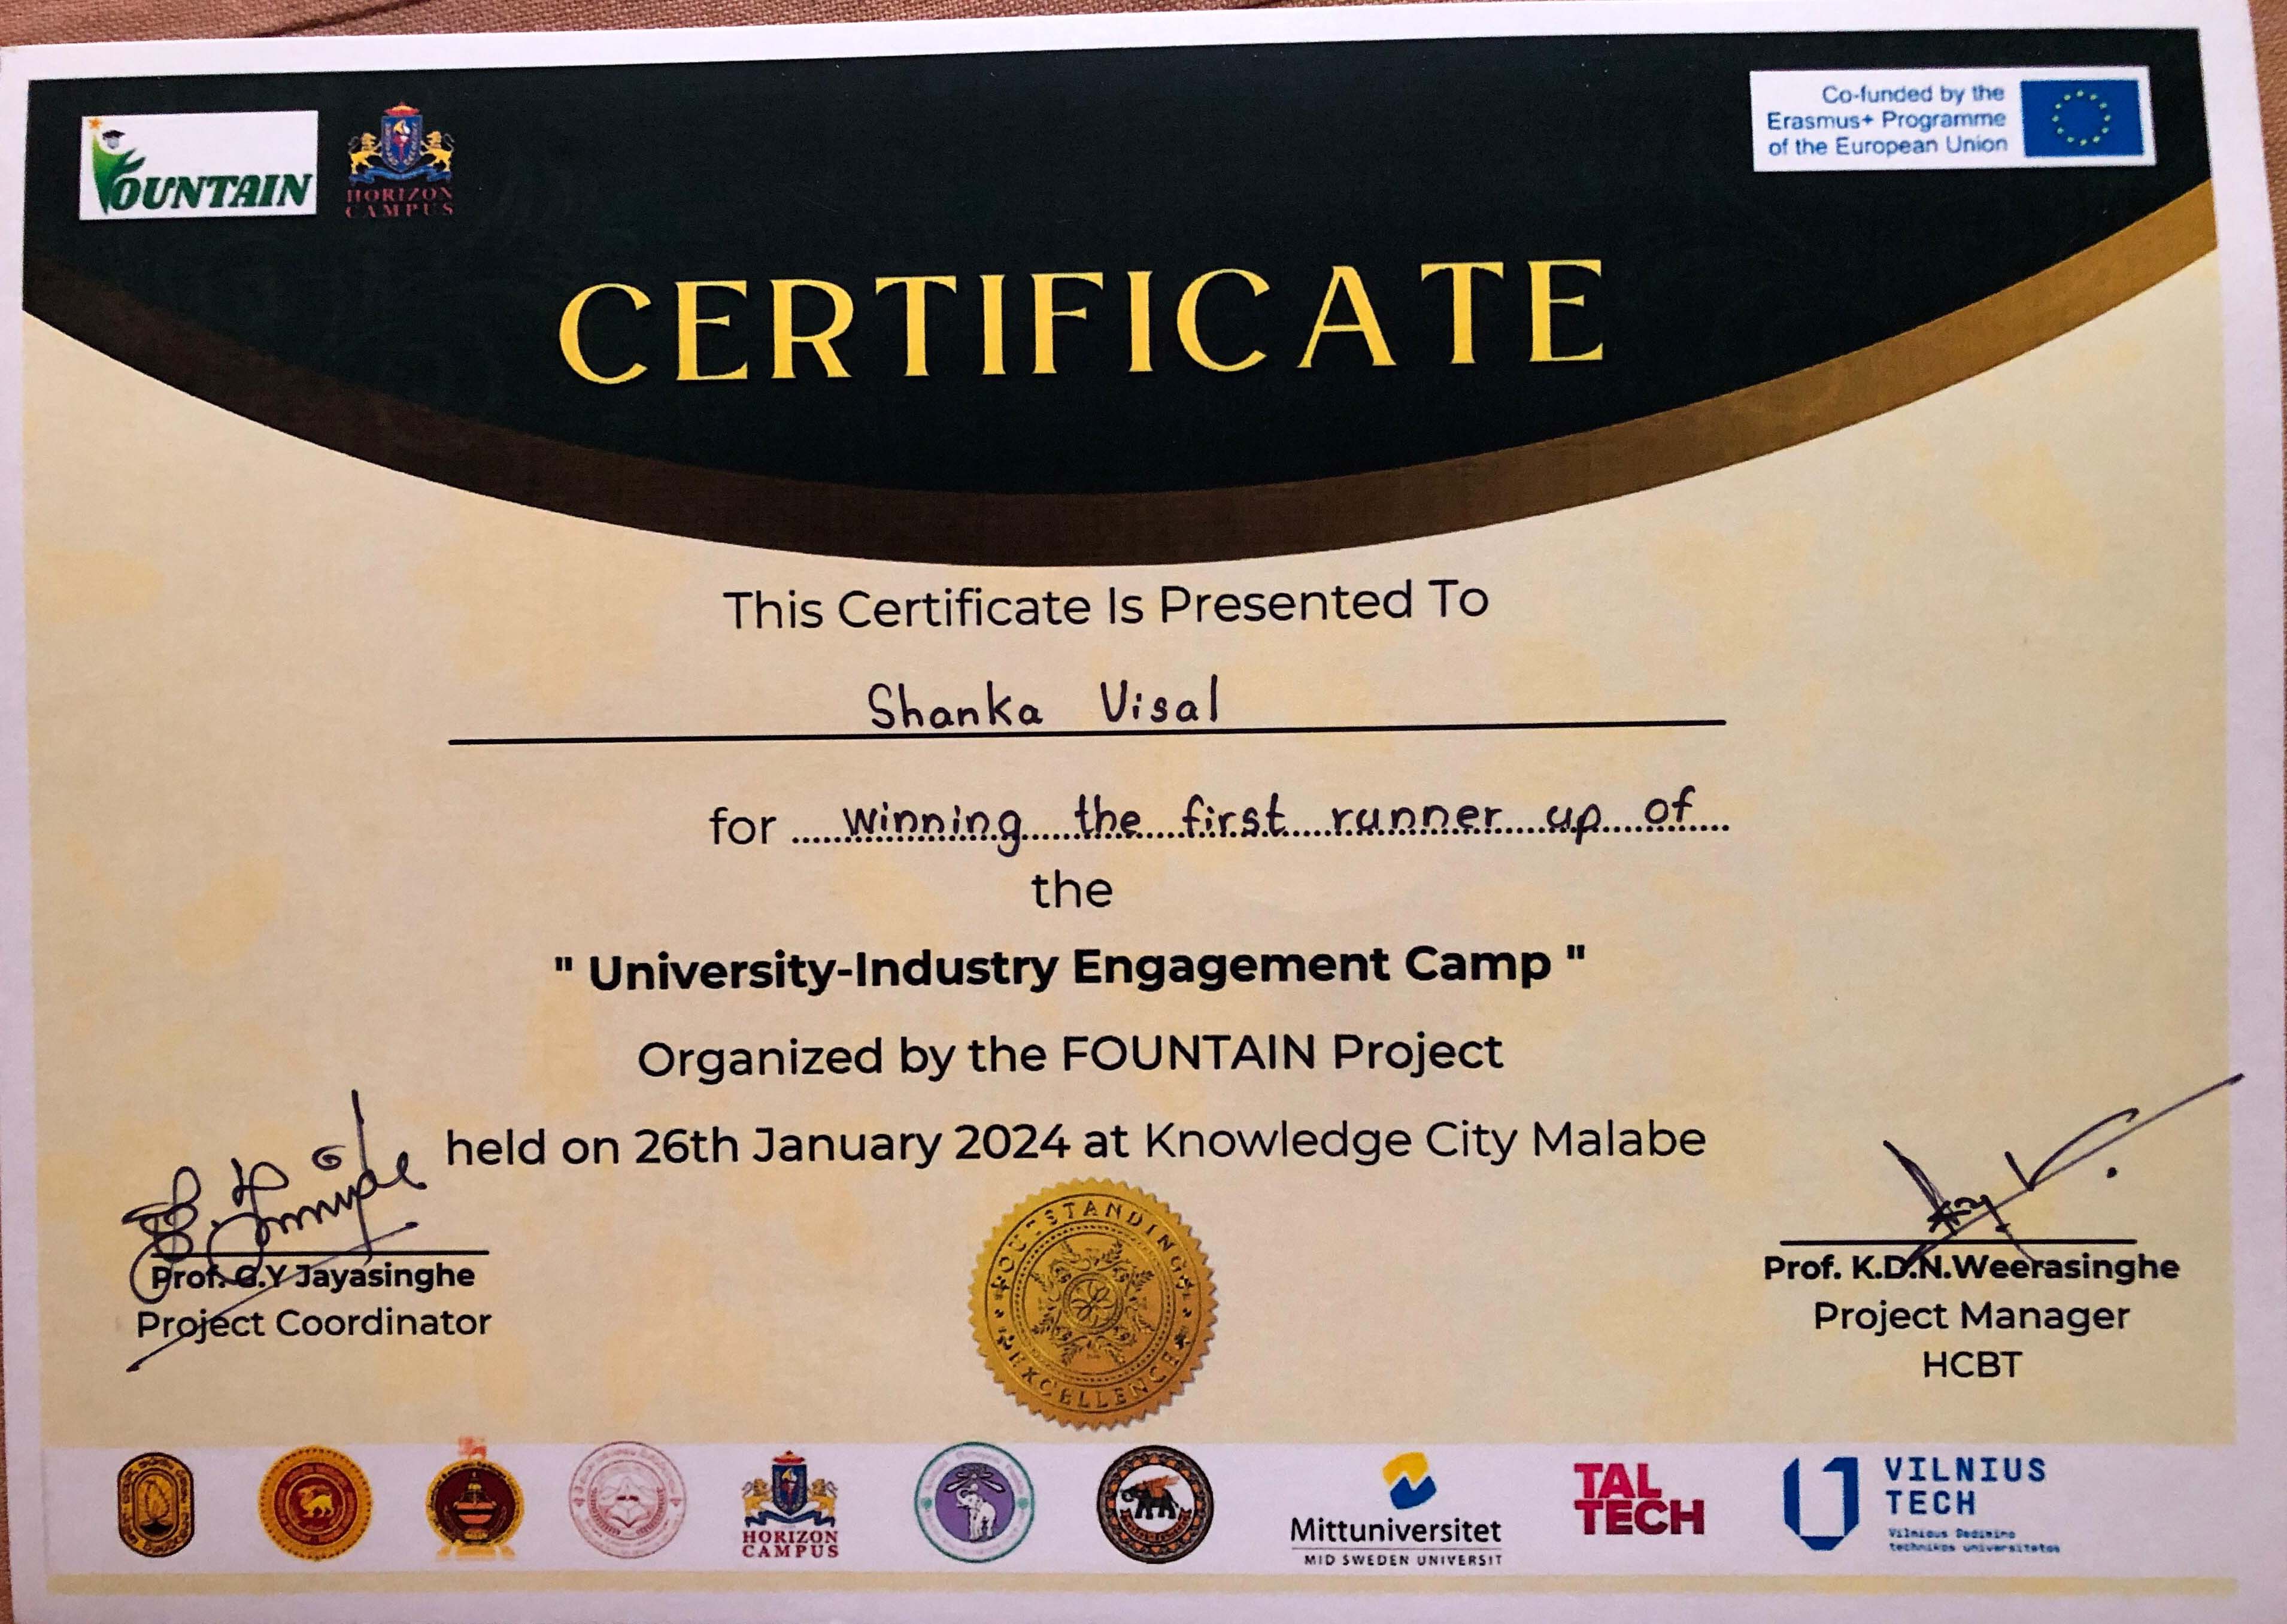 FOUNTAIN
HORIZON
CAMPUS
Co-funded by the
Erasmus+ Programme
of the European Union
CERTIFICATE
This Certificate Is Presented To
Shanka Visal
for winning the first runner up of
the
" University-Industry Engagement Camp "
Organized by the FOUNTAIN Project
held on 26th January 2024 at Knowledge City Malabe
OUTSTANDING
EXCELLENCE
Prof. G.Y Jayasinghe
Project Coordinator
Prof. K.D.N.Weerasinghe
Project Manager
HCBT
HORIZON
CAMPUS
Mittuniversitet
MID SWEDEN UNIVERSIT
TAL
TECH
VILNIUS
TECH
Vilniaus Gedimino
technikos universitetas